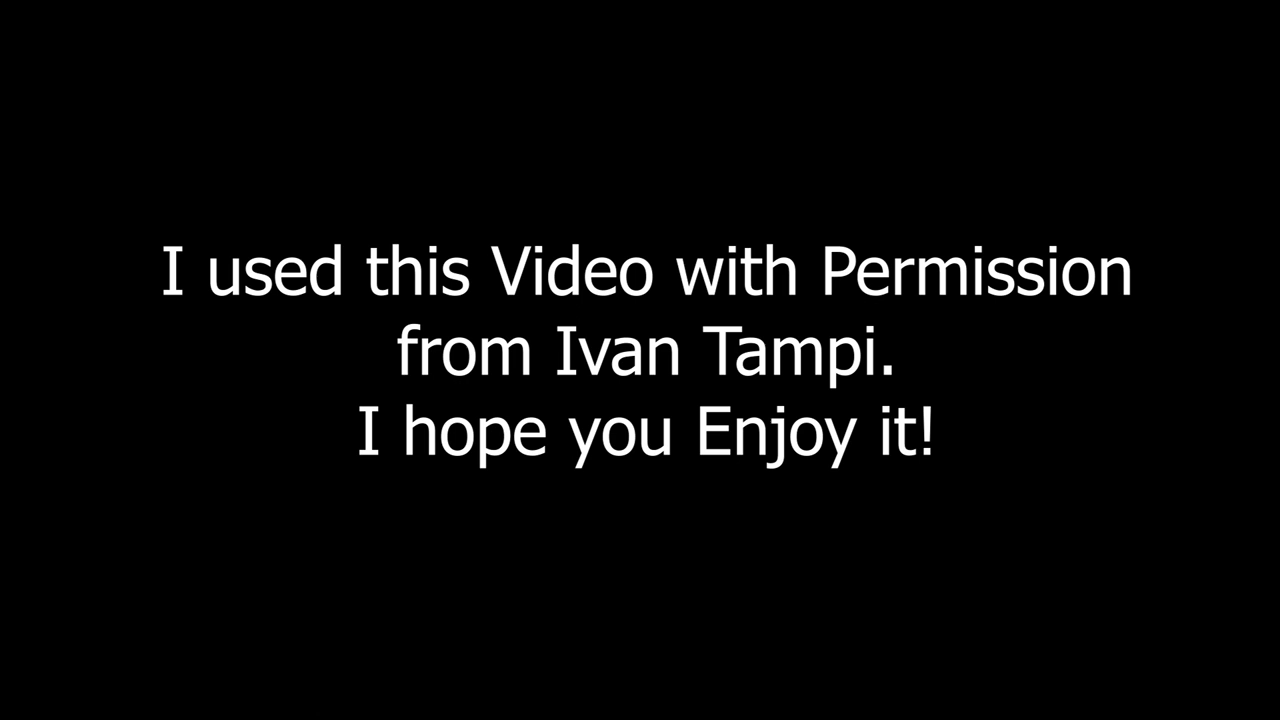 I used this Video with Permission
from Ivan Tampi.
I hope you Enjoy it!